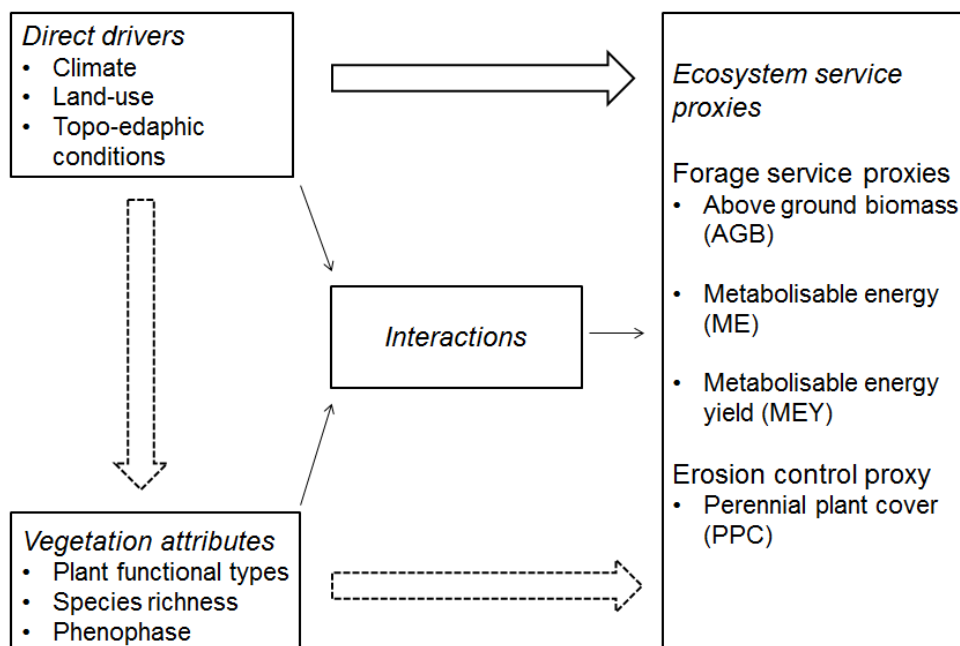 Direct drivers
• Climate
• Land-use
• Topo-edaphic
conditions
Interactions
Vegetation attributes
• Plant functional types
• Species richness
• Phenophase
Ecosystem service
proxies
Forage service proxies
• Above ground biomass
(AGB)
• Metabolisable energy
(ME)
• Metabolisable energy
yield (MEY)
Erosion control proxy
• Perennial plant cover
(PPC)